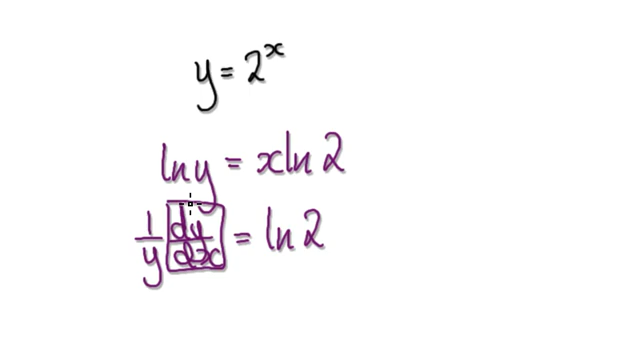 y = 2^x
ln y = x ln 2
1/y dy/dx = ln 2